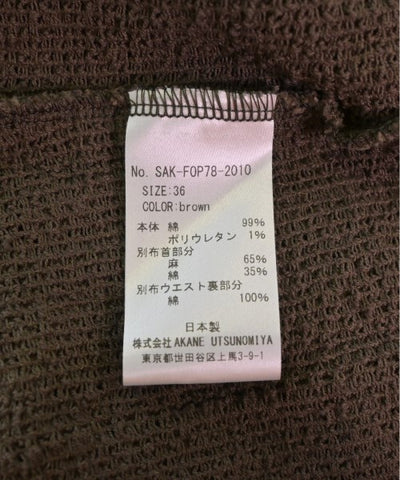 No. SAK-FOP78-2010
SIZE:36
COLOR:brown
本体 綿 99%
ポリウレタン 1%
別布首部分
麻 65%
綿 35%
別布ウエスト裏部分
綿 100%
日本製
株式会社AKANE UTSUNOMIYA
東京都世田谷区上馬3-9-1